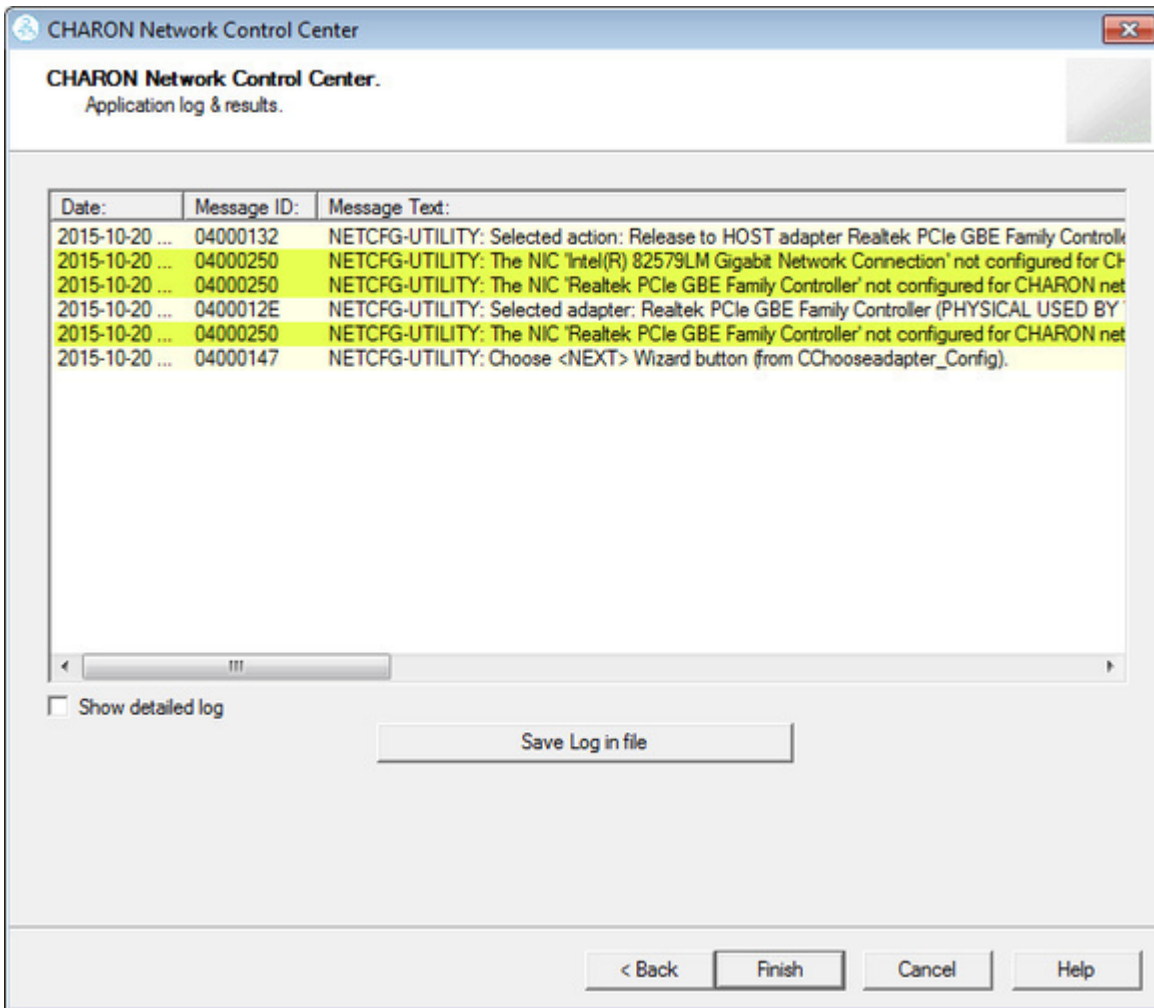 CHARON Network Control Center
CHARON Network Control Center.
Application log & results.
Date: Message ID: Message Text:
2015-10-20 ... 04000132 NETCFG-UTILITY: Selected action: Release to HOST adapter Realtek PCIe GBE Family Controlle
2015-10-20 ... 04000250 NETCFG-UTILITY: The NIC 'Intel(R) 82579LM Gigabit Network Connection' not configured for CH
2015-10-20 ... 04000250 NETCFG-UTILITY: The NIC 'Realtek PCIe GBE Family Controller' not configured for CHARON net
2015-10-20 ... 0400012E NETCFG-UTILITY: Selected adapter: Realtek PCIe GBE Family Controller (PHYSICAL USED BY
2015-10-20 ... 04000250 NETCFG-UTILITY: The NIC 'Realtek PCIe GBE Family Controller' not configured for CHARON net
2015-10-20 ... 04000147 NETCFG-UTILITY: Choose <NEXT> Wizard button (from CChooseadapter_Config).
Show detailed log
Save Log in file
< Back Finish Cancel Help